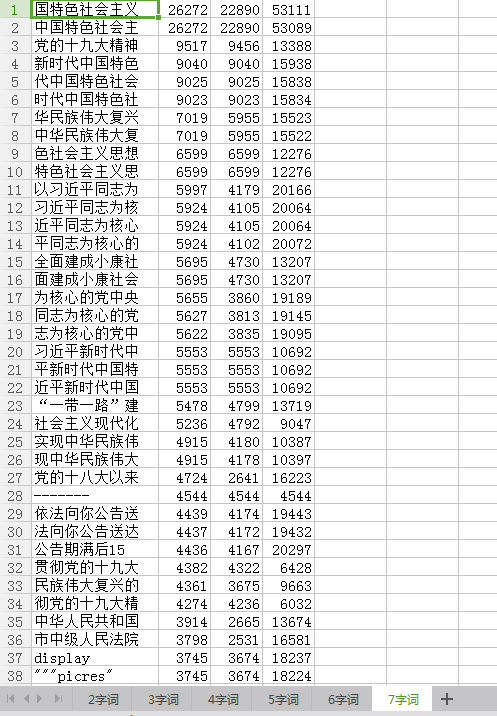 1 国特色社会主义 26272 22890 53111
2 中国特色社会主 26272 22890 53089
3 党的十九大精神 9517 9456 13388
4 新时代中国特色 9040 9040 15938
5 代中国特色社会 9025 9025 15838
6 时代中国特色社 9023 9023 15834
7 华民族伟大复兴 7019 5955 15523
8 中华民族伟大复 7019 5955 15522
9 色社会主义思想 6599 6599 12276
10 特色社会主义思 6599 6599 12276
11 以习近平同志为 5997 4179 20166
12 习近平同志为核 5924 4105 20064
13 近平同志为核心 5924 4105 20064
14 平同志为核心的 5924 4102 20072
15 全面建成小康社 5695 4730 13207
16 面建成小康社会 5695 4730 13207
17 为核心的党中央 5655 3860 19189
18 同志为核心的党 5627 3813 19145
19 志为核心的党中 5622 3835 19095
20 习近平新时代中 5553 5553 10692
21 平新时代中国特 5553 5553 10692
22 近平新时代中国 5553 5553 10692
23 “一带一路”建 5478 4799 13719
24 社会主义现代化 5236 4792 9047
25 实现中华民族伟 4915 4180 10387
26 现中华民族伟大 4915 4178 10397
27 党的十八大以来 4724 2641 16223
28 ------- 4544 4544 4544
29 依法向你公告送 4439 4174 19443
30 法向你公告送达 4437 4172 19432
31 公告期满后15 4436 4167 20297
32 贯彻党的十九大 4382 4322 6428
33 民族伟大复兴的 4361 3675 9663
34 彻党的十九大精 4274 4236 6032
35 中华人民共和国 3914 2665 13674
36 市中级人民法院 3798 2531 16581
37 display 3745 3674 18237
38 """picres" 3745 3674 18224
2字词 3字词 4字词 5字词 6字词 7字词 +